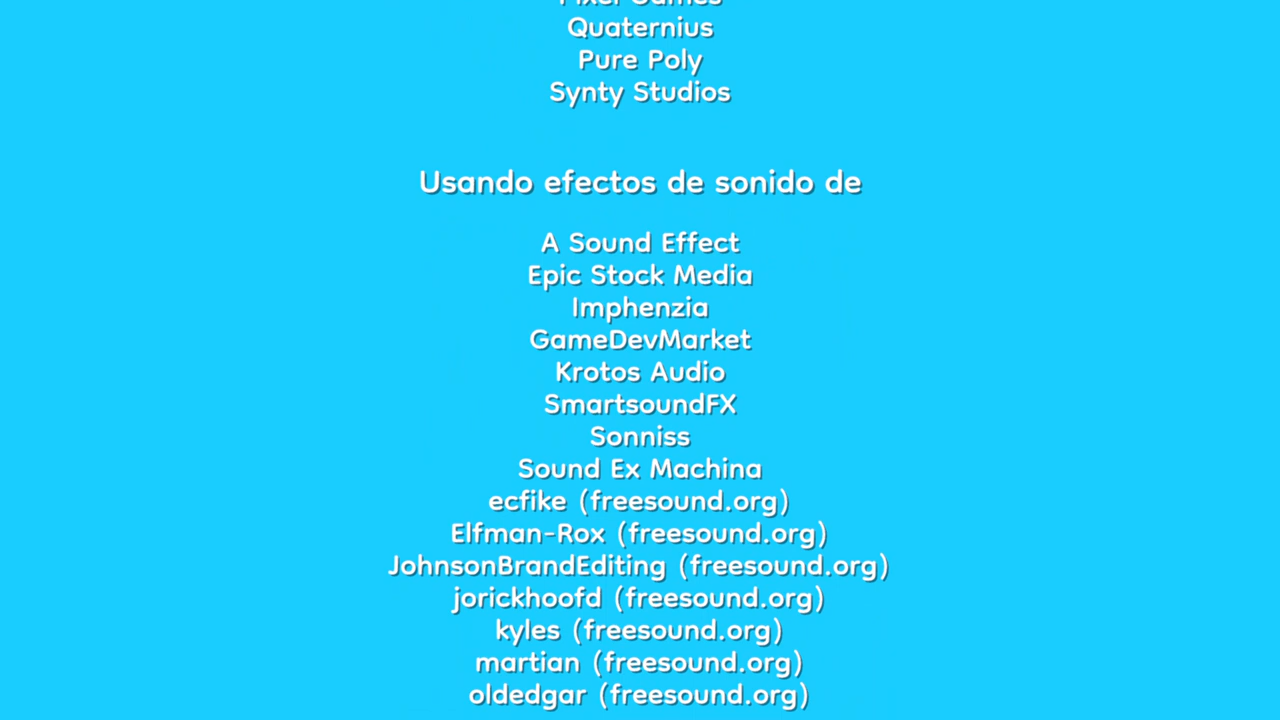 Pixel Games
Quaternius
Pure Poly
Synty Studios
Usando efectos de sonido de
A Sound Effect
Epic Stock Media
Imphenzia
GameDevMarket
Krotos Audio
SmartsoundFX
Sonniss
Sound Ex Machina
ecfike (freesound.org)
Elfman-Rox (freesound.org)
JohnsonBrandEditing (freesound.org)
jorickhoofd (freesound.org)
kyles (freesound.org)
martian (freesound.org)
oldedgar (freesound.org)